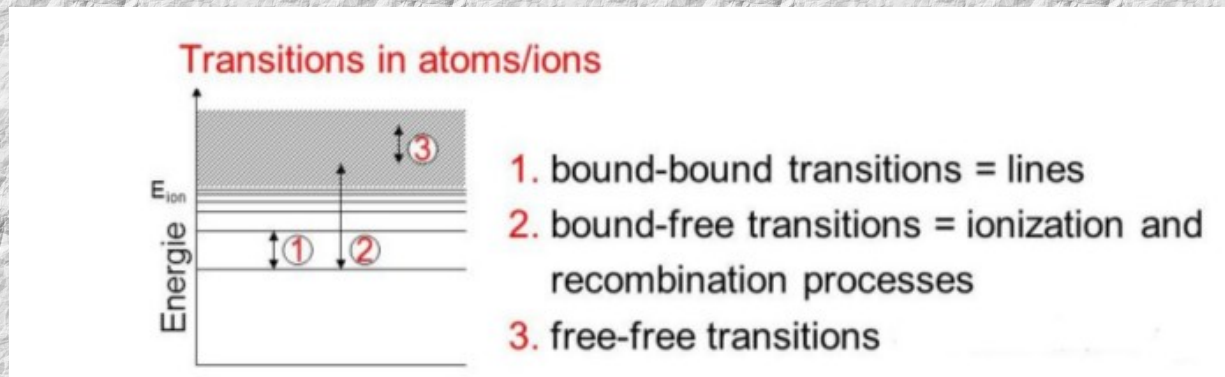 Transitions in atoms/ions
E_ion
Energie
3
1
2
1. bound-bound transitions = lines
2. bound-free transitions = ionization and
recombination processes
3. free-free transitions